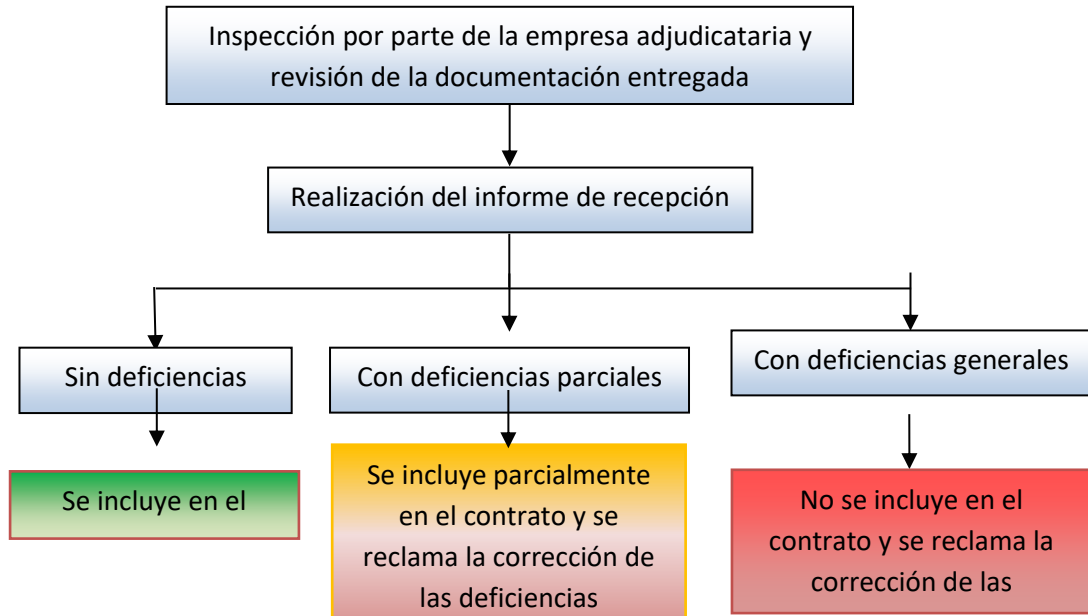 Inspección por parte de la empresa adjudicataria y
revisión de la documentación entregada
Realización del informe de recepción
Sin deficiencias
Con deficiencias parciales
Con deficiencias generales
Se incluye en el
Se incluye parcialmente
en el contrato y se
reclama la corrección de
las deficiencias
No se incluye en el
contrato y se reclama la
corrección de las